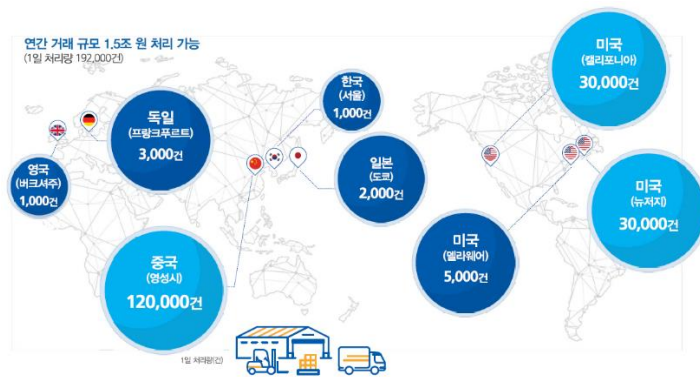 연간 거래 규모 1.5조 원 처리 가능
(1일 처리량 192,000건)
미국
(캘리포니아)
30,000건
한국
(서울)
1,000건
독일
(프랑크푸르트)
3,000건
일본
(도쿄)
2,000건
영국
(버크셔주)
1,000건
미국
(뉴저지)
30,000건
미국
(델라웨어)
5,000건
중국
(영성시)
120,000건
1일 처리량(건)